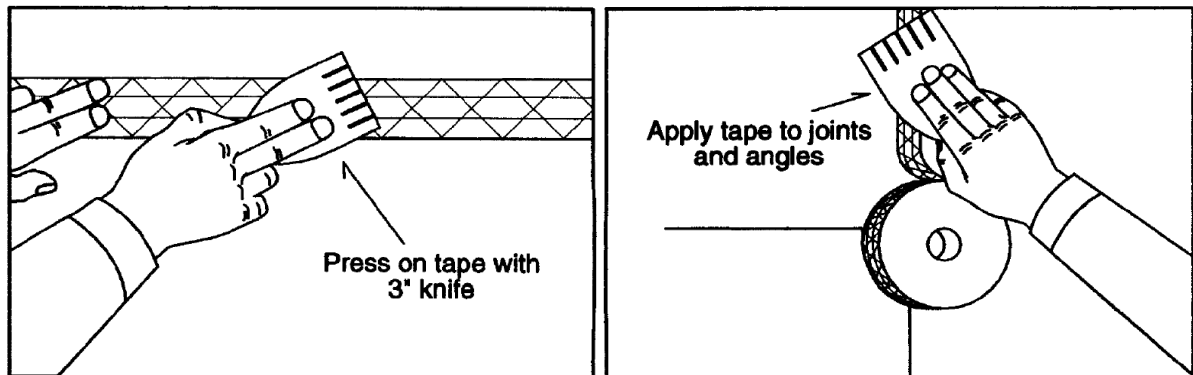 Press on tape with
3" knife
Apply tape to joints
and angles